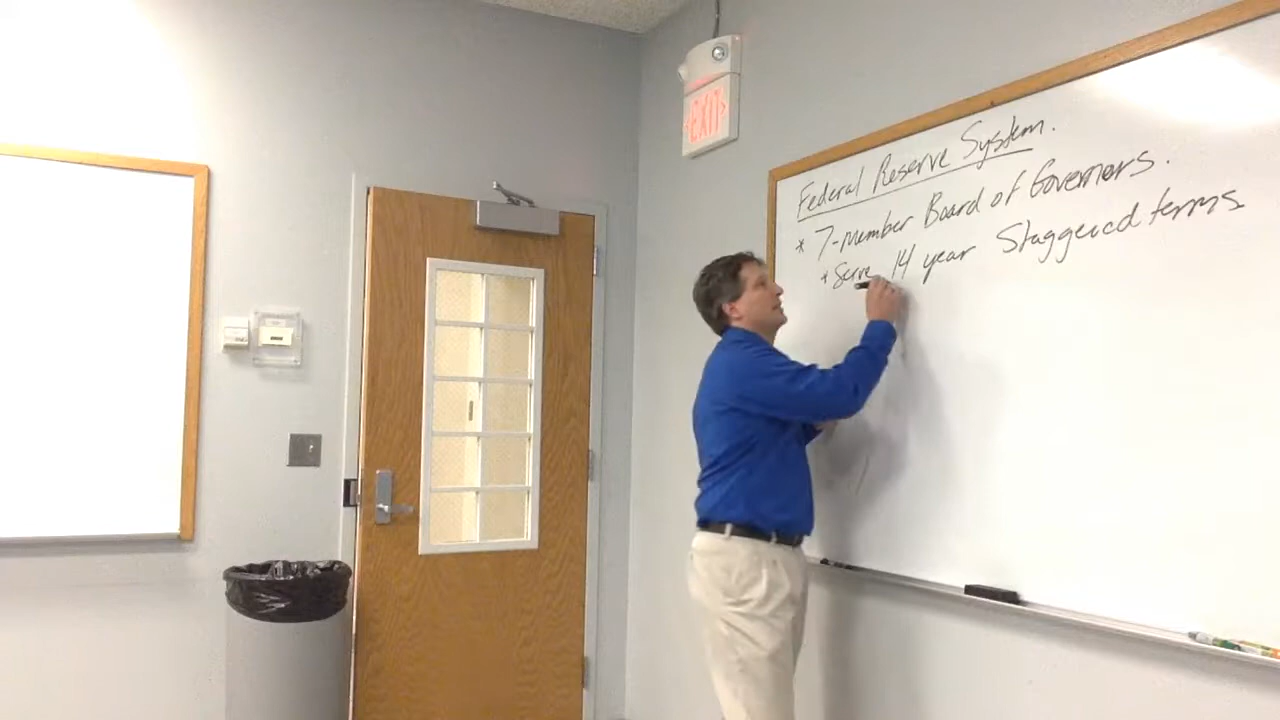 EXIT
Federal Reserve System.
* 7-Member Board of Governers.
* Serve 14 year Staggered terms